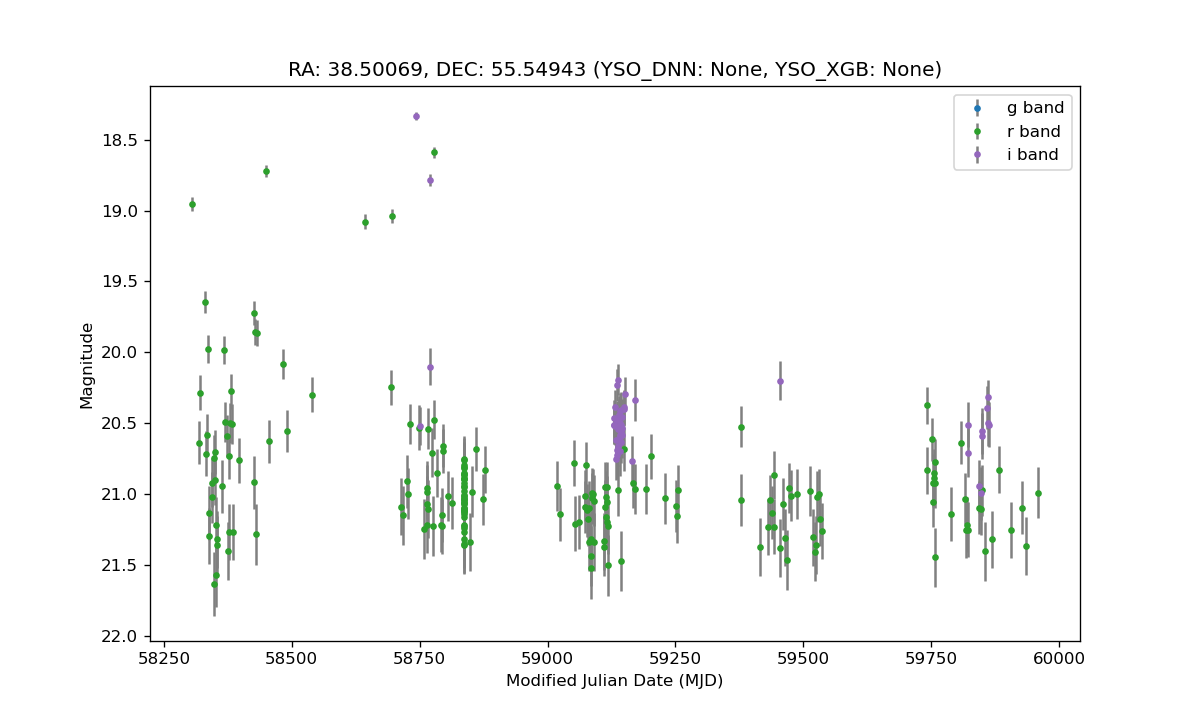 RA: 38.50069, DEC: 55.54943 (YSO_DNN: None, YSO_XGB: None)
g band
r band
i band
Magnitude
18.5
19.0
19.5
20.0
20.5
21.0
21.5
22.0
58250 58500 58750 59000 59250 59500 59750 60000
Modified Julian Date (MJD)